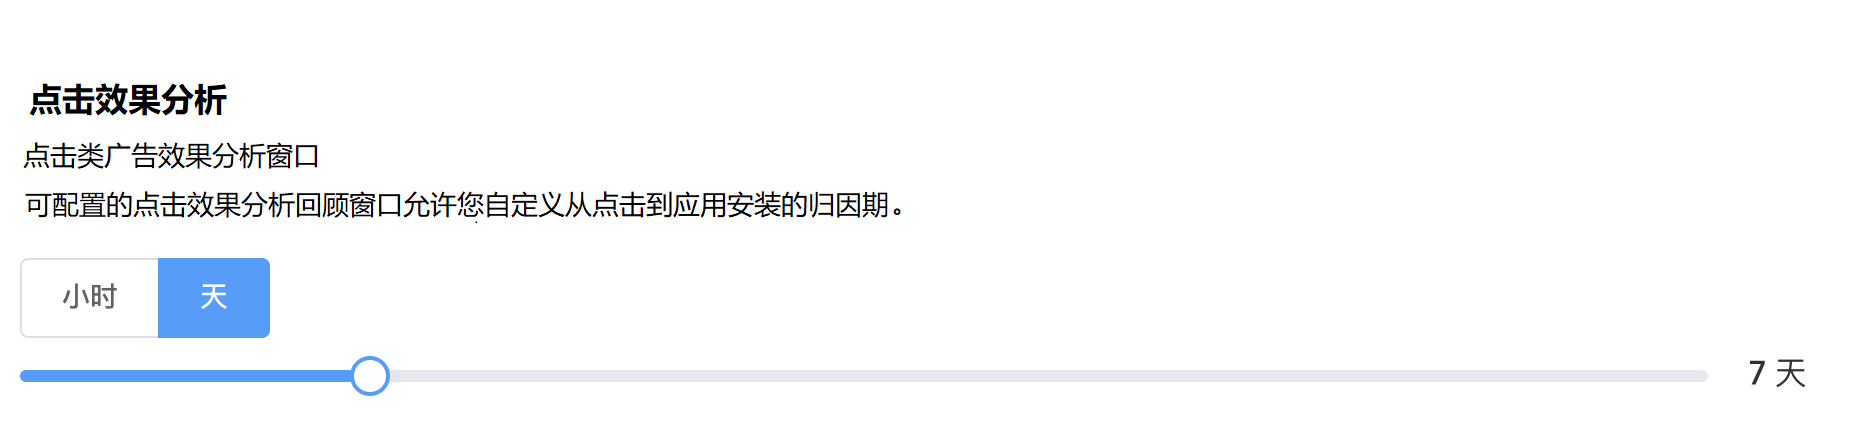 点击效果分析
点击类广告效果分析窗口
可配置的点击效果分析回顾窗口允许您自定义从点击到应用安装的归因期。
小时 天
7 天